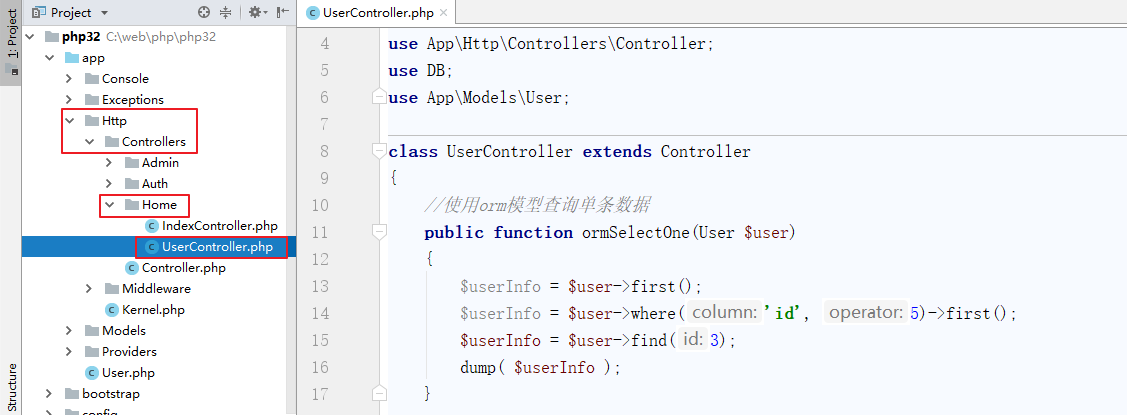 1: Project
Structure
Project
php32 C:\web\php\php32
app
Console
Exceptions
Http
Controllers
Admin
Auth
Home
IndexController.php
UserController.php
Controller.php
Middleware
Kernel.php
Models
Providers
User.php
bootstrap
config
UserController.php
4 use App\Http\Controllers\Controller;
5 use DB;
6 use App\Models\User;
7
8 class UserController extends Controller
9 {
10 //使用orm模型查询单条数据
11 public function ormSelectOne(User $user)
12 {
13 $userInfo = $user->first();
14 $userInfo = $user->where( column: 'id', operator: 5)->first();
15 $userInfo = $user->find( id: 3);
16 dump( $userInfo );
17 }